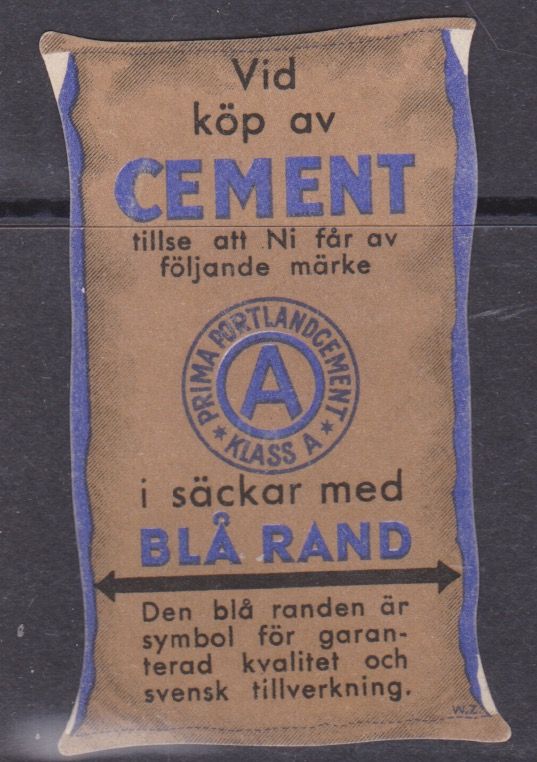 Vid
köp av
CEMENT
tillse att Ni får av
följande märke
PRIMA PORTLANDCEMENT
A
★ KLASS A ★
i säckar med
BLÅ RAND
Den blå randen är
symbol för garan-
terad kvalitet och
svensk tillverkning.
W.Z.